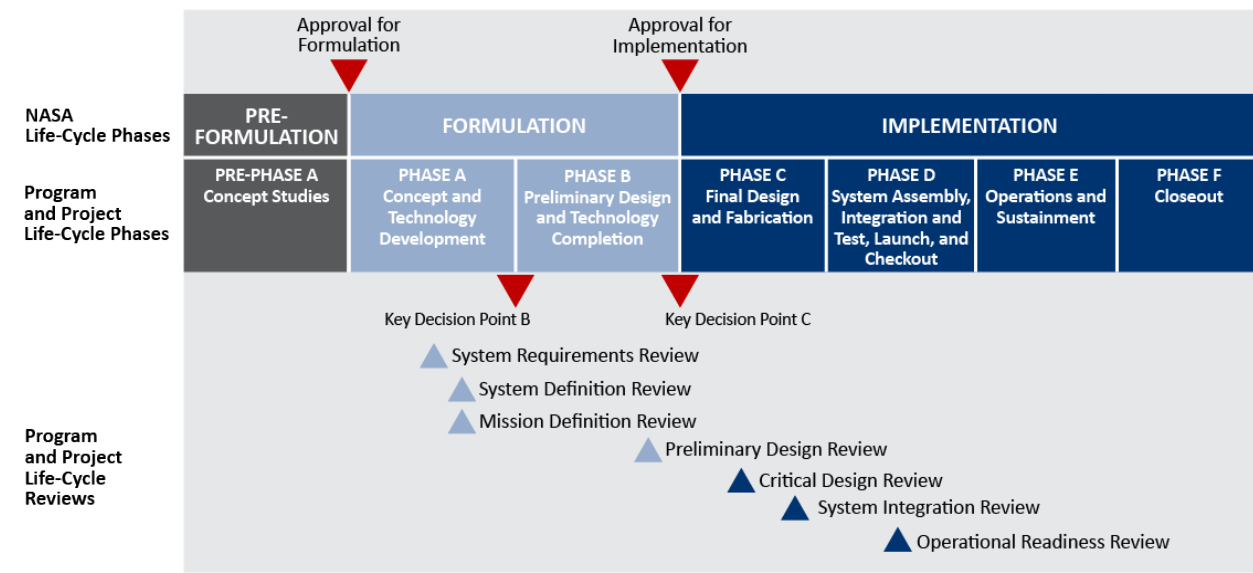 Approval for
Formulation
Approval for
Implementation
NASA
Life-Cycle Phases
PRE-
FORMULATION
FORMULATION
IMPLEMENTATION
Program
and Project
Life-Cycle Phases
PRE-PHASE A
Concept Studies
PHASE A
Concept and
Technology
Development
PHASE B
Preliminary Design
and Technology
Completion
PHASE C
Final Design
and Fabrication
PHASE D
System Assembly,
Integration and
Test, Launch, and
Checkout
PHASE E
Operations and
Sustainment
PHASE F
Closeout
Key Decision Point B
Key Decision Point C
Program
and Project
Life-Cycle
Reviews
System Requirements Review
System Definition Review
Mission Definition Review
Preliminary Design Review
Critical Design Review
System Integration Review
Operational Readiness Review